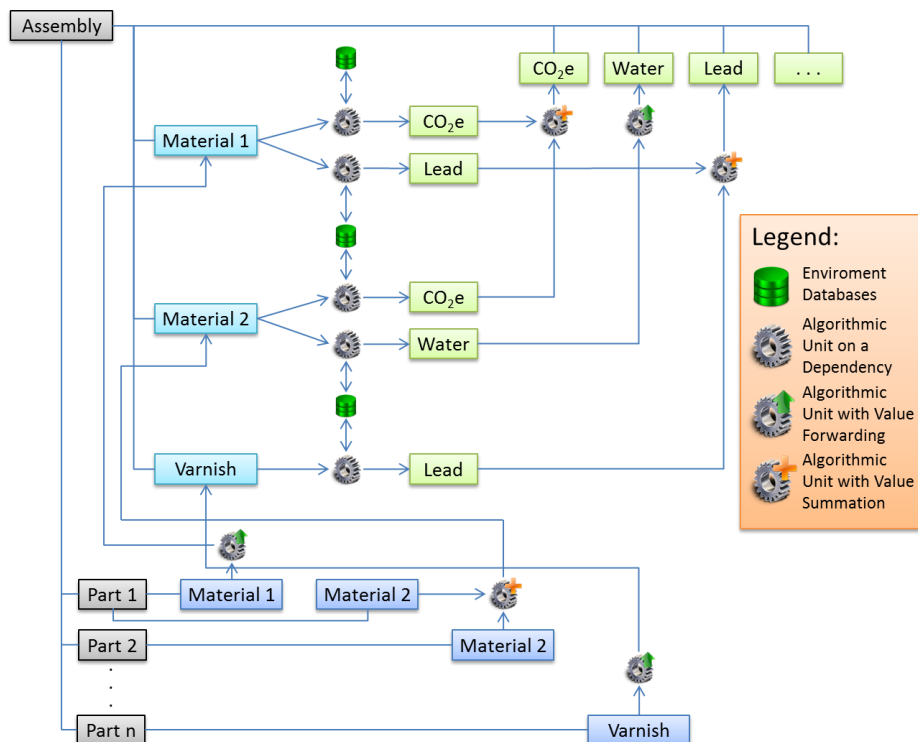 Assembly
CO₂e
Water
Lead
. . .
Material 1
CO₂e
Lead
Material 2
CO₂e
Water
Varnish
Lead
Legend:
Enviroment
Databases
Algorithmic
Unit on a
Dependency
Algorithmic
Unit with Value
Forwarding
Algorithmic
Unit with Value
Summation
Part 1
Material 1
Material 2
Part 2
Material 2
Part n
Varnish